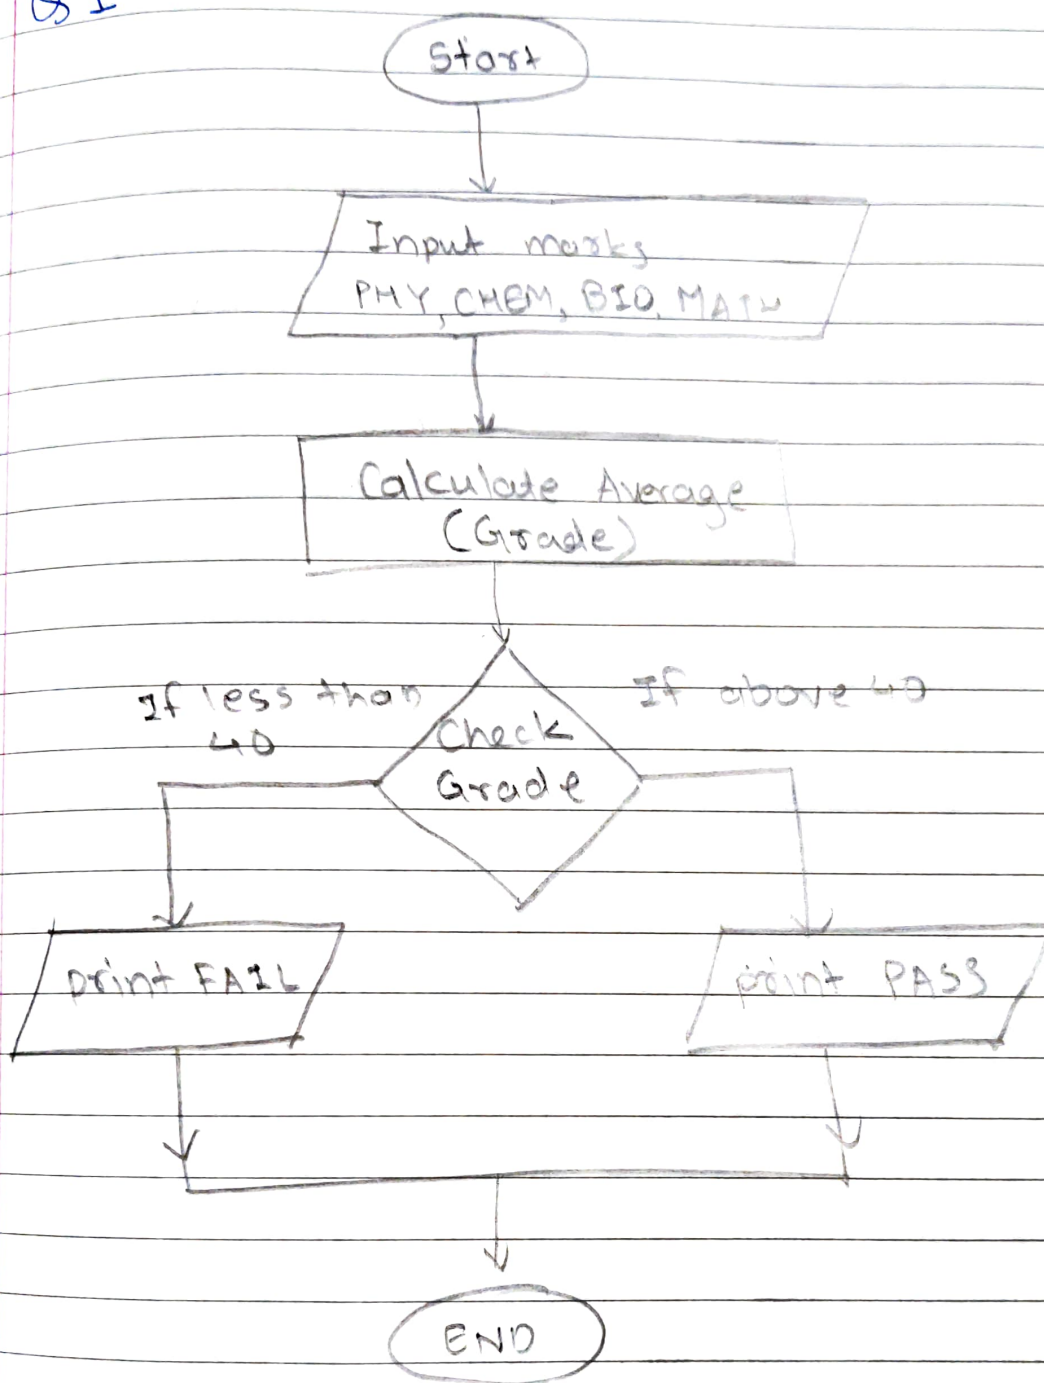 Q 1
Start
Input marks
PHY, CHEM, BIO, MATH
Calculate Average
(Grade)
If less than
40
If above 40
Check
Grade
print FAIL
print PASS
END